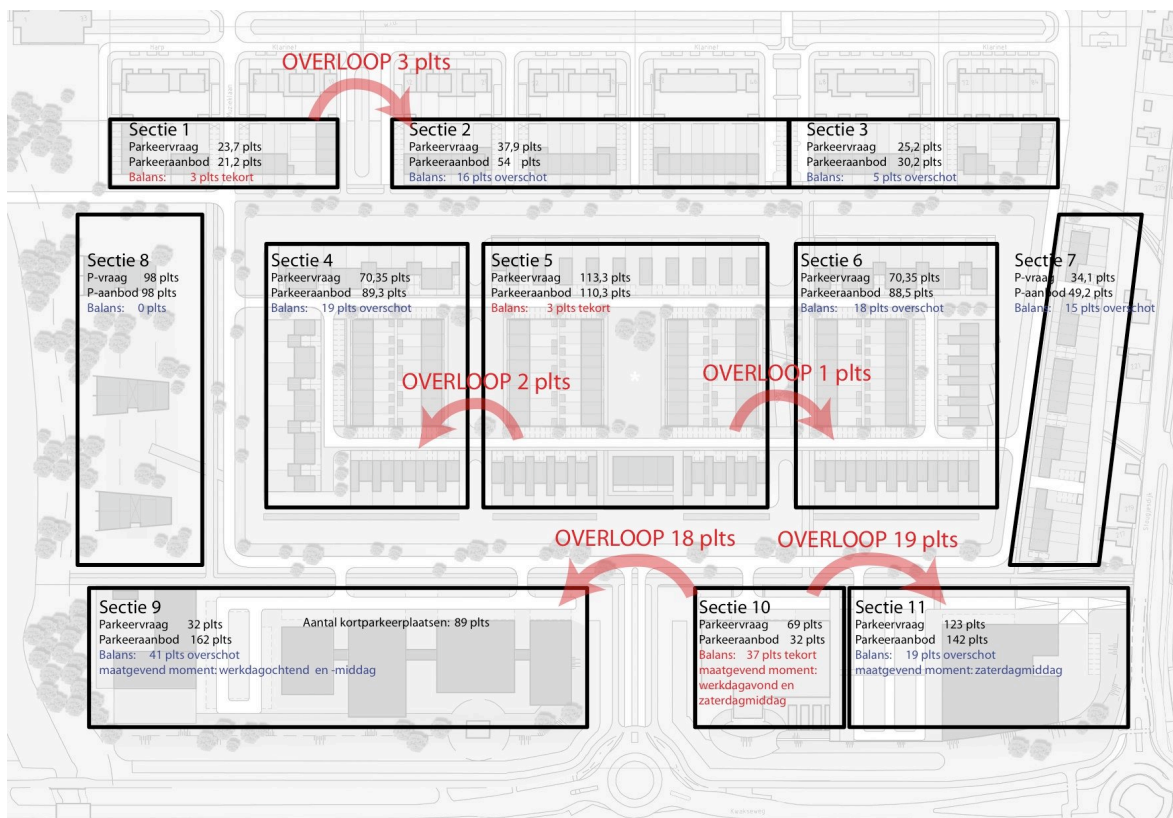 Hare
Klarinet
Klarinet
Klarinet
OVERLOOP 3 plts
Sectie 1
Parkeervraag 23,7 plts
Parkeeraanbod 21,2 plts
Balans: 3 plts tekort
Sectie 2
Parkeervraag 37,9 plts
Parkeeraanbod 54 plts
Balans: 16 plts overschot
Sectie 3
Parkeervraag 25,2 plts
Parkeeraanbod 30,2 plts
Balans: 5 plts overschot
Sectie 8
P-vraag 98 plts
P-aanbod 98 plts
Balans: 0 plts
Sectie 4
Parkeervraag 70,35 plts
Parkeeraanbod 89,3 plts
Balans: 19 plts overschot
Sectie 5
Parkeervraag 113,3 plts
Parkeeraanbod 110,3 plts
Balans: 3 plts tekort
Sectie 6
Parkeervraag 70,35 plts
Parkeeraanbod 88,5 plts
Balans: 18 plts overschot
Sectie 7
P-vraag 34,1 plts
P-aanbod 49,2 plts
Balans: 15 plts overschot
OVERLOOP 2 plts
OVERLOOP 1 plts
OVERLOOP 18 plts
OVERLOOP 19 plts
Sectie 9
Parkeervraag 32 plts
Parkeeraanbod 162 plts
Balans: 41 plts overschot
maatgevend moment: werkdagochtend en -middag
Aantal kortparkeerplaatsen: 89 plts
Sectie 10
Parkeervraag 69 plts
Parkeeraanbod 32 plts
Balans: 37 plts tekort
maatgevend moment:
werkdagavond en
zaterdagmiddag
Sectie 11
Parkeervraag 123 plts
Parkeeraanbod 142 plts
Balans: 19 plts overschot
maatgevend moment: zaterdagmiddag